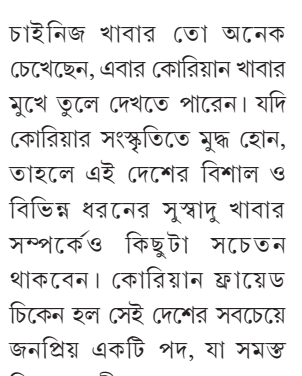 চাইনিজ খাবার তো অনেক
চেখেছেন, এবার কোরিয়ান খাবার
মুখে তুলে দেখতে পারেন। যদি
কোরিয়ার সংস্কৃতিতে মুগ্ধ হোন,
তাহলে এই দেশের বিশাল ও
বিভিন্ন ধরনের সুস্বাদু খাবার
সম্পর্কেও কিছুটা সচেতন
থাকবেন। কোরিয়ান ফ্রায়েড
চিকেন হল সেই দেশের সবচেয়ে
জনপ্রিয় একটি পদ, যা সমস্ত